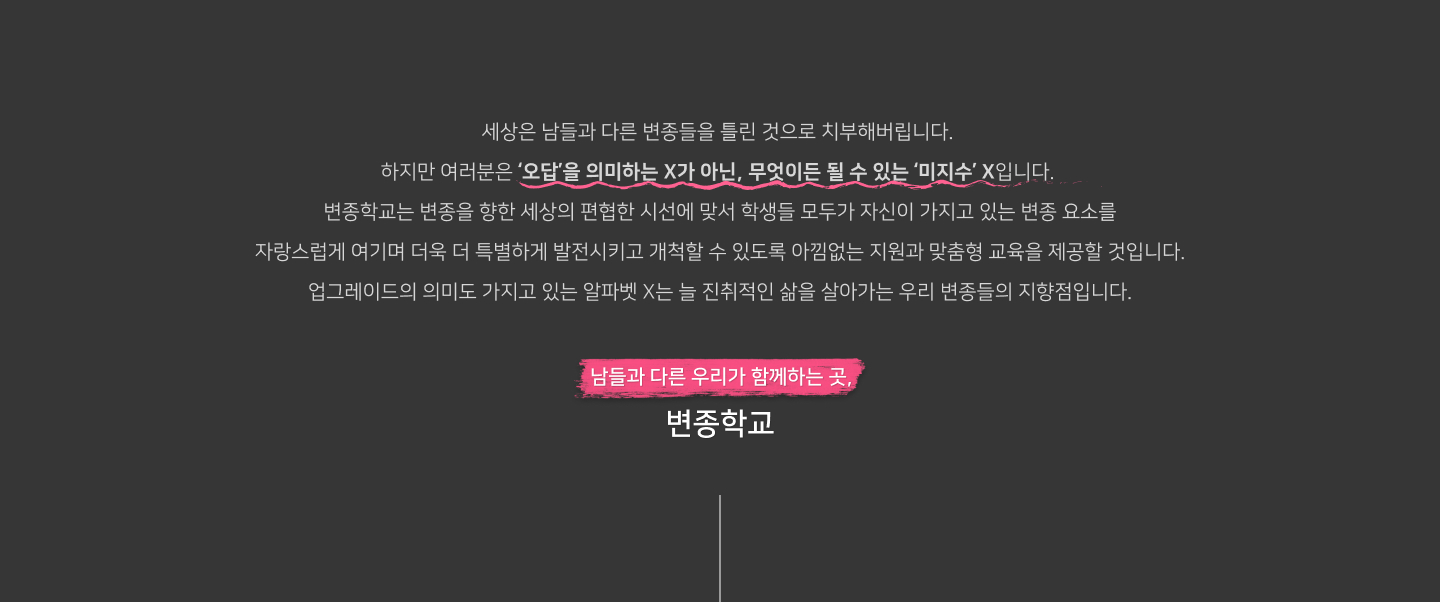 세상은 남들과 다른 변종들을 틀린 것으로 치부해버립니다.
하지만 여러분은 ‘오답’을 의미하는 X가 아닌, 무엇이든 될 수 있는 ‘미지수’ X입니다.
변종학교는 변종을 향한 세상의 편협한 시선에 맞서 학생들 모두가 자신이 가지고 있는 변종 요소를
자랑스럽게 여기며 더욱 더 특별하게 발전시키고 개척할 수 있도록 아낌없는 지원과 맞춤형 교육을 제공할 것입니다.
업그레이드의 의미도 가지고 있는 알파벳 X는 늘 진취적인 삶을 살아가는 우리 변종들의 지향점입니다.
남들과 다른 우리가 함께하는 곳,
변종학교